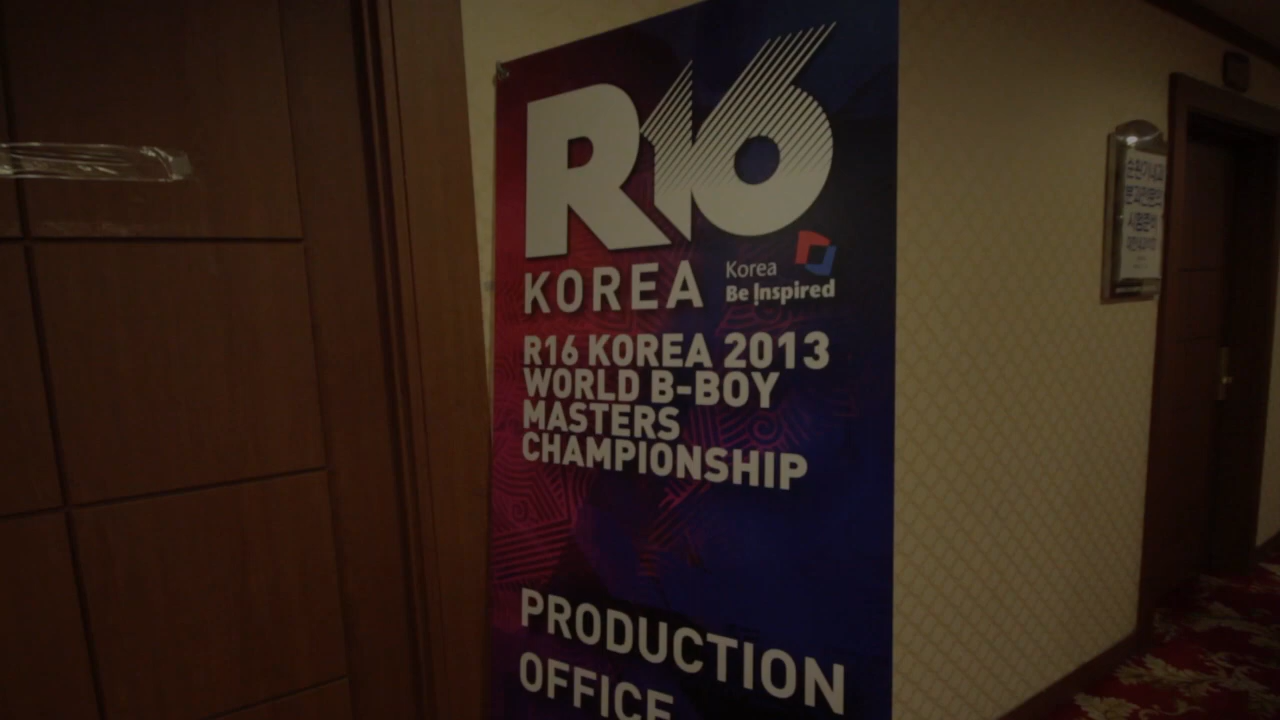 R16
KOREA
Korea
Be Inspired
R16 KOREA 2013
WORLD B-BOY
MASTERS
CHAMPIONSHIP
PRODUCTION
OFFICE